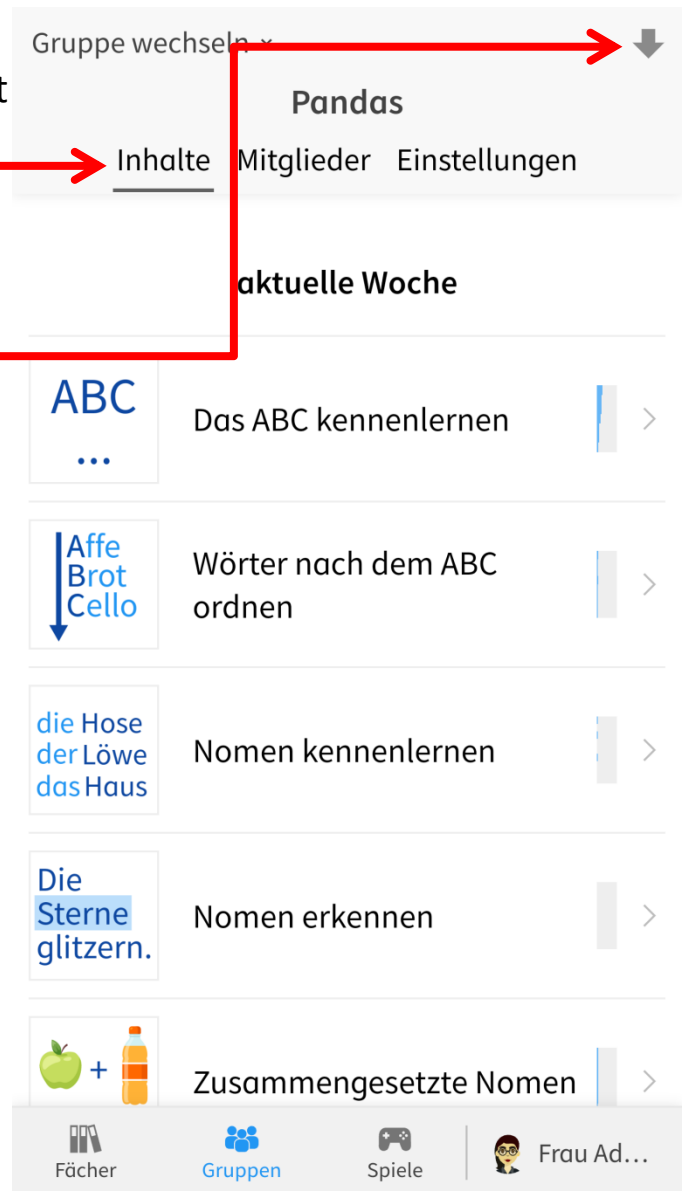 Gruppe wechseln
t
Pandas
Inhalte Mitglieder Einstellungen
aktuelle Woche
ABC
...
Das ABC kennenlernen
Affe
Brot
Cello
Wörter nach dem ABC
ordnen
die Hose
der Löwe
das Haus
Nomen kennenlernen
Die
Sterne
glitzern.
Nomen erkennen
+
Zusammengesetzte Nomen
Fächer
Gruppen
Spiele
Frau Ad...